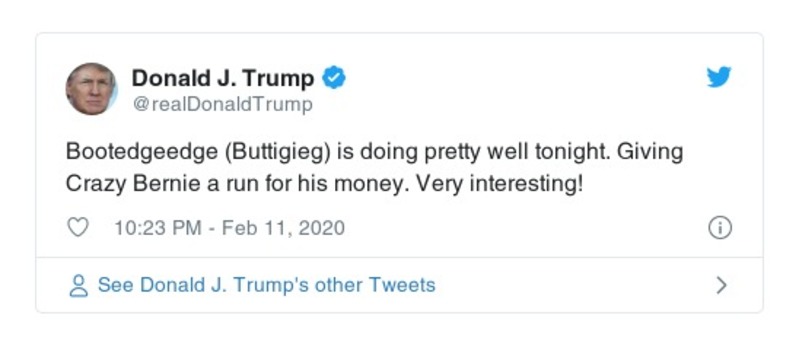 Donald J. Trump
@realDonaldTrump
Bootedgeedge (Buttigieg) is doing pretty well tonight. Giving
Crazy Bernie a run for his money. Very interesting!
10:23 PM - Feb 11, 2020
See Donald J. Trump's other Tweets